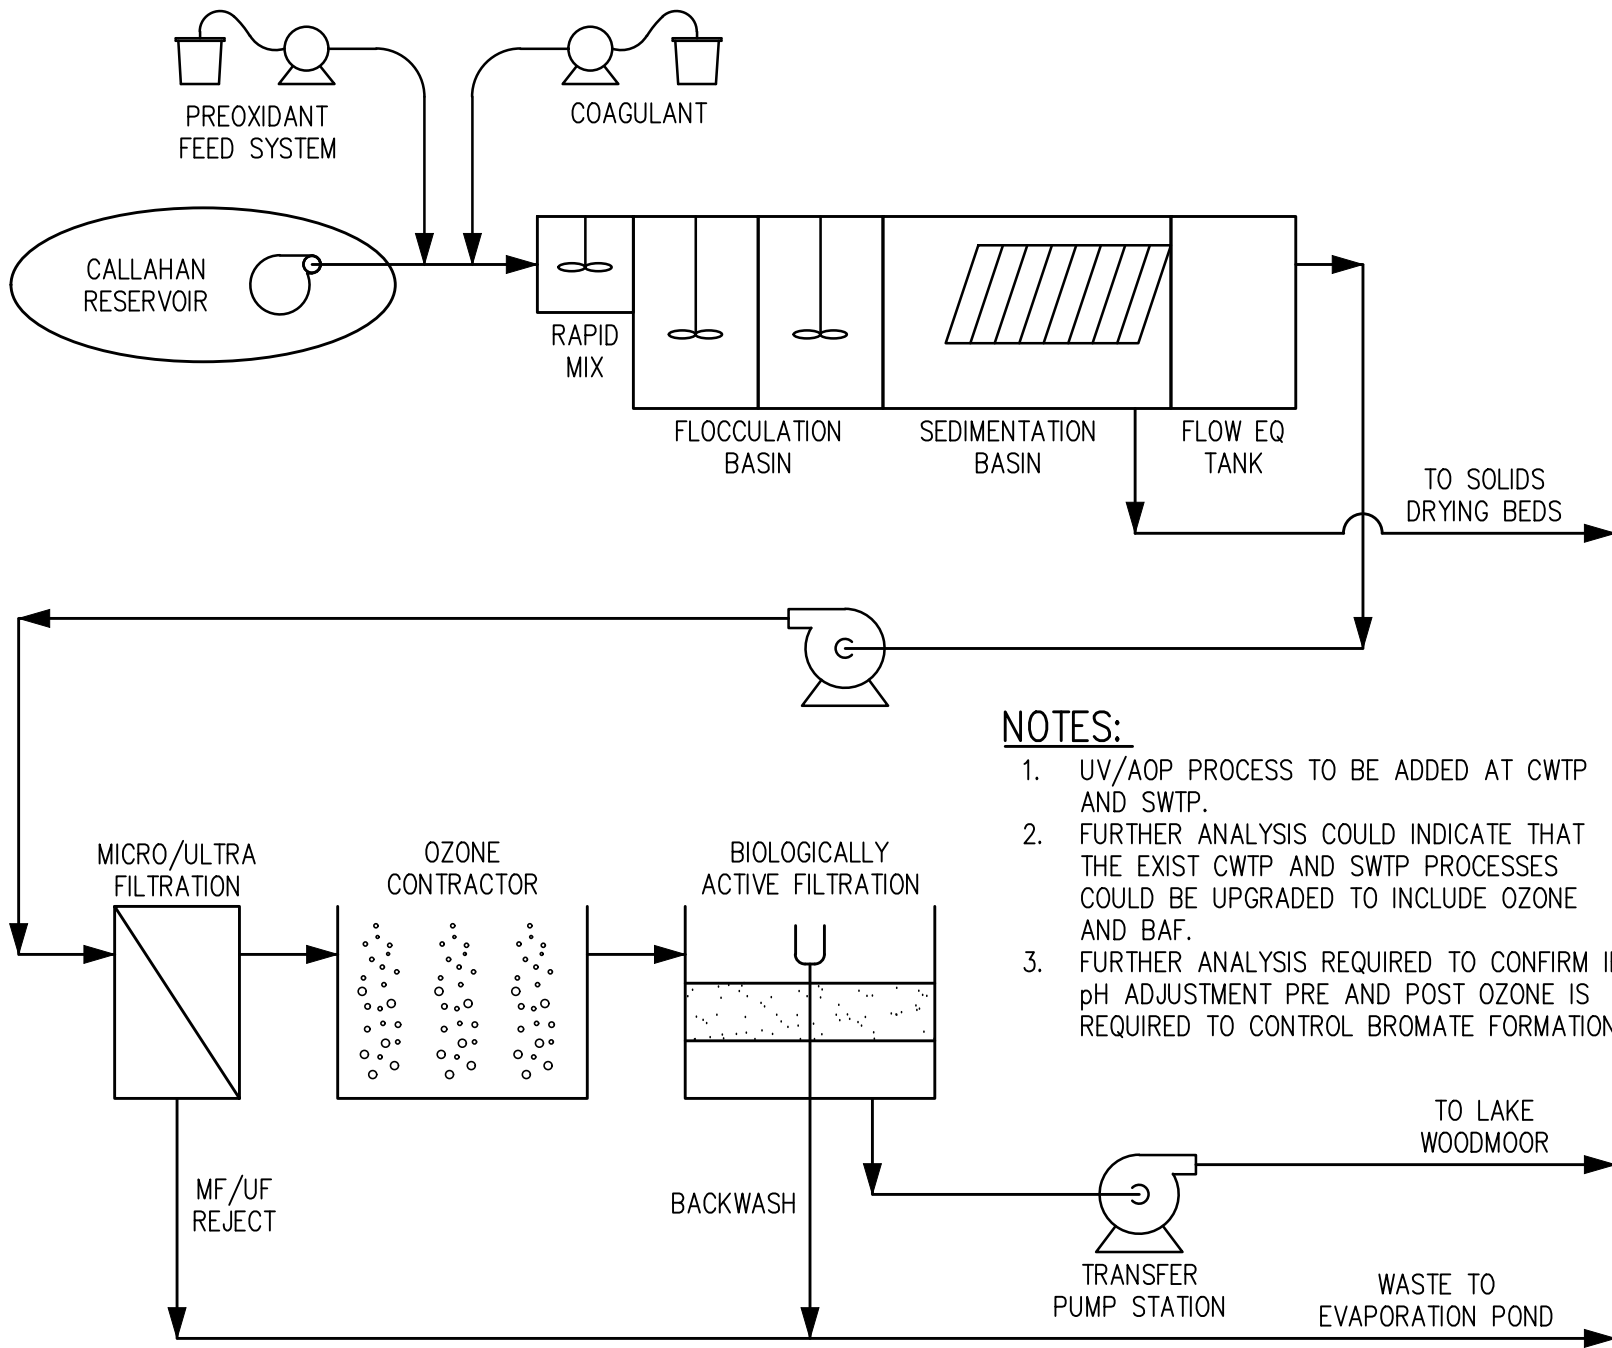 PREOXIDANT
FEED SYSTEM
COAGULANT
CALLAHAN
RESERVOIR
RAPID
MIX
FLOCCULATION
BASIN
SEDIMENTATION
BASIN
FLOW EQ
TANK
TO SOLIDS
DRYING BEDS
NOTES:
1. UV/AOP PROCESS TO BE ADDED AT CWTP
AND SWTP.
2. FURTHER ANALYSIS COULD INDICATE THAT
THE EXIST CWTP AND SWTP PROCESSES
COULD BE UPGRADED TO INCLUDE OZONE
AND BAF.
3. FURTHER ANALYSIS REQUIRED TO CONFIRM
pH ADJUSTMENT PRE AND POST OZONE IS
REQUIRED TO CONTROL BROMATE FORMATION
MICRO/ULTRA
FILTRATION
OZONE
CONTRACTOR
BIOLOGICALLY
ACTIVE FILTRATION
MF/UF
REJECT
BACKWASH
TO LAKE
WOODMOOR
TRANSFER
PUMP STATION
WASTE TO
EVAPORATION POND